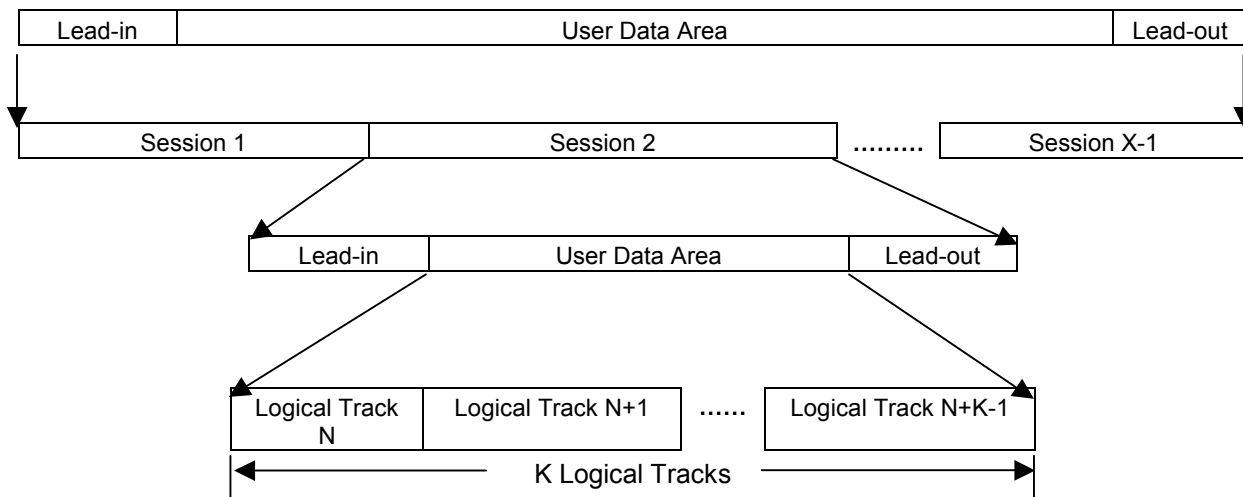 Lead-in User Data Area Lead-out
Session 1 Session 2 ......... Session X-1
Lead-in User Data Area Lead-out
Logical Track N Logical Track N+1 ...... Logical Track N+K-1
K Logical Tracks